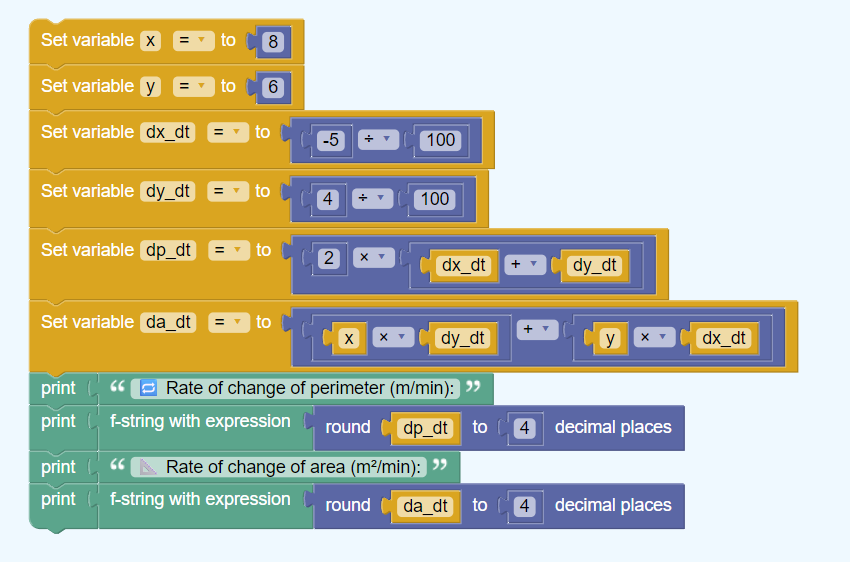 Set variable x = to 8
Set variable y = to 6
Set variable dx_dt = to -5 ÷ 100
Set variable dy_dt = to 4 ÷ 100
Set variable dp_dt = to 2 × dx_dt + dy_dt
Set variable da_dt = to x × dy_dt + y × dx_dt
print “ 🔁 Rate of change of perimeter (m/min): ”
print f-string with expression round dp_dt to 4 decimal places
print “ 📐 Rate of change of area (m²/min): ”
print f-string with expression round da_dt to 4 decimal places